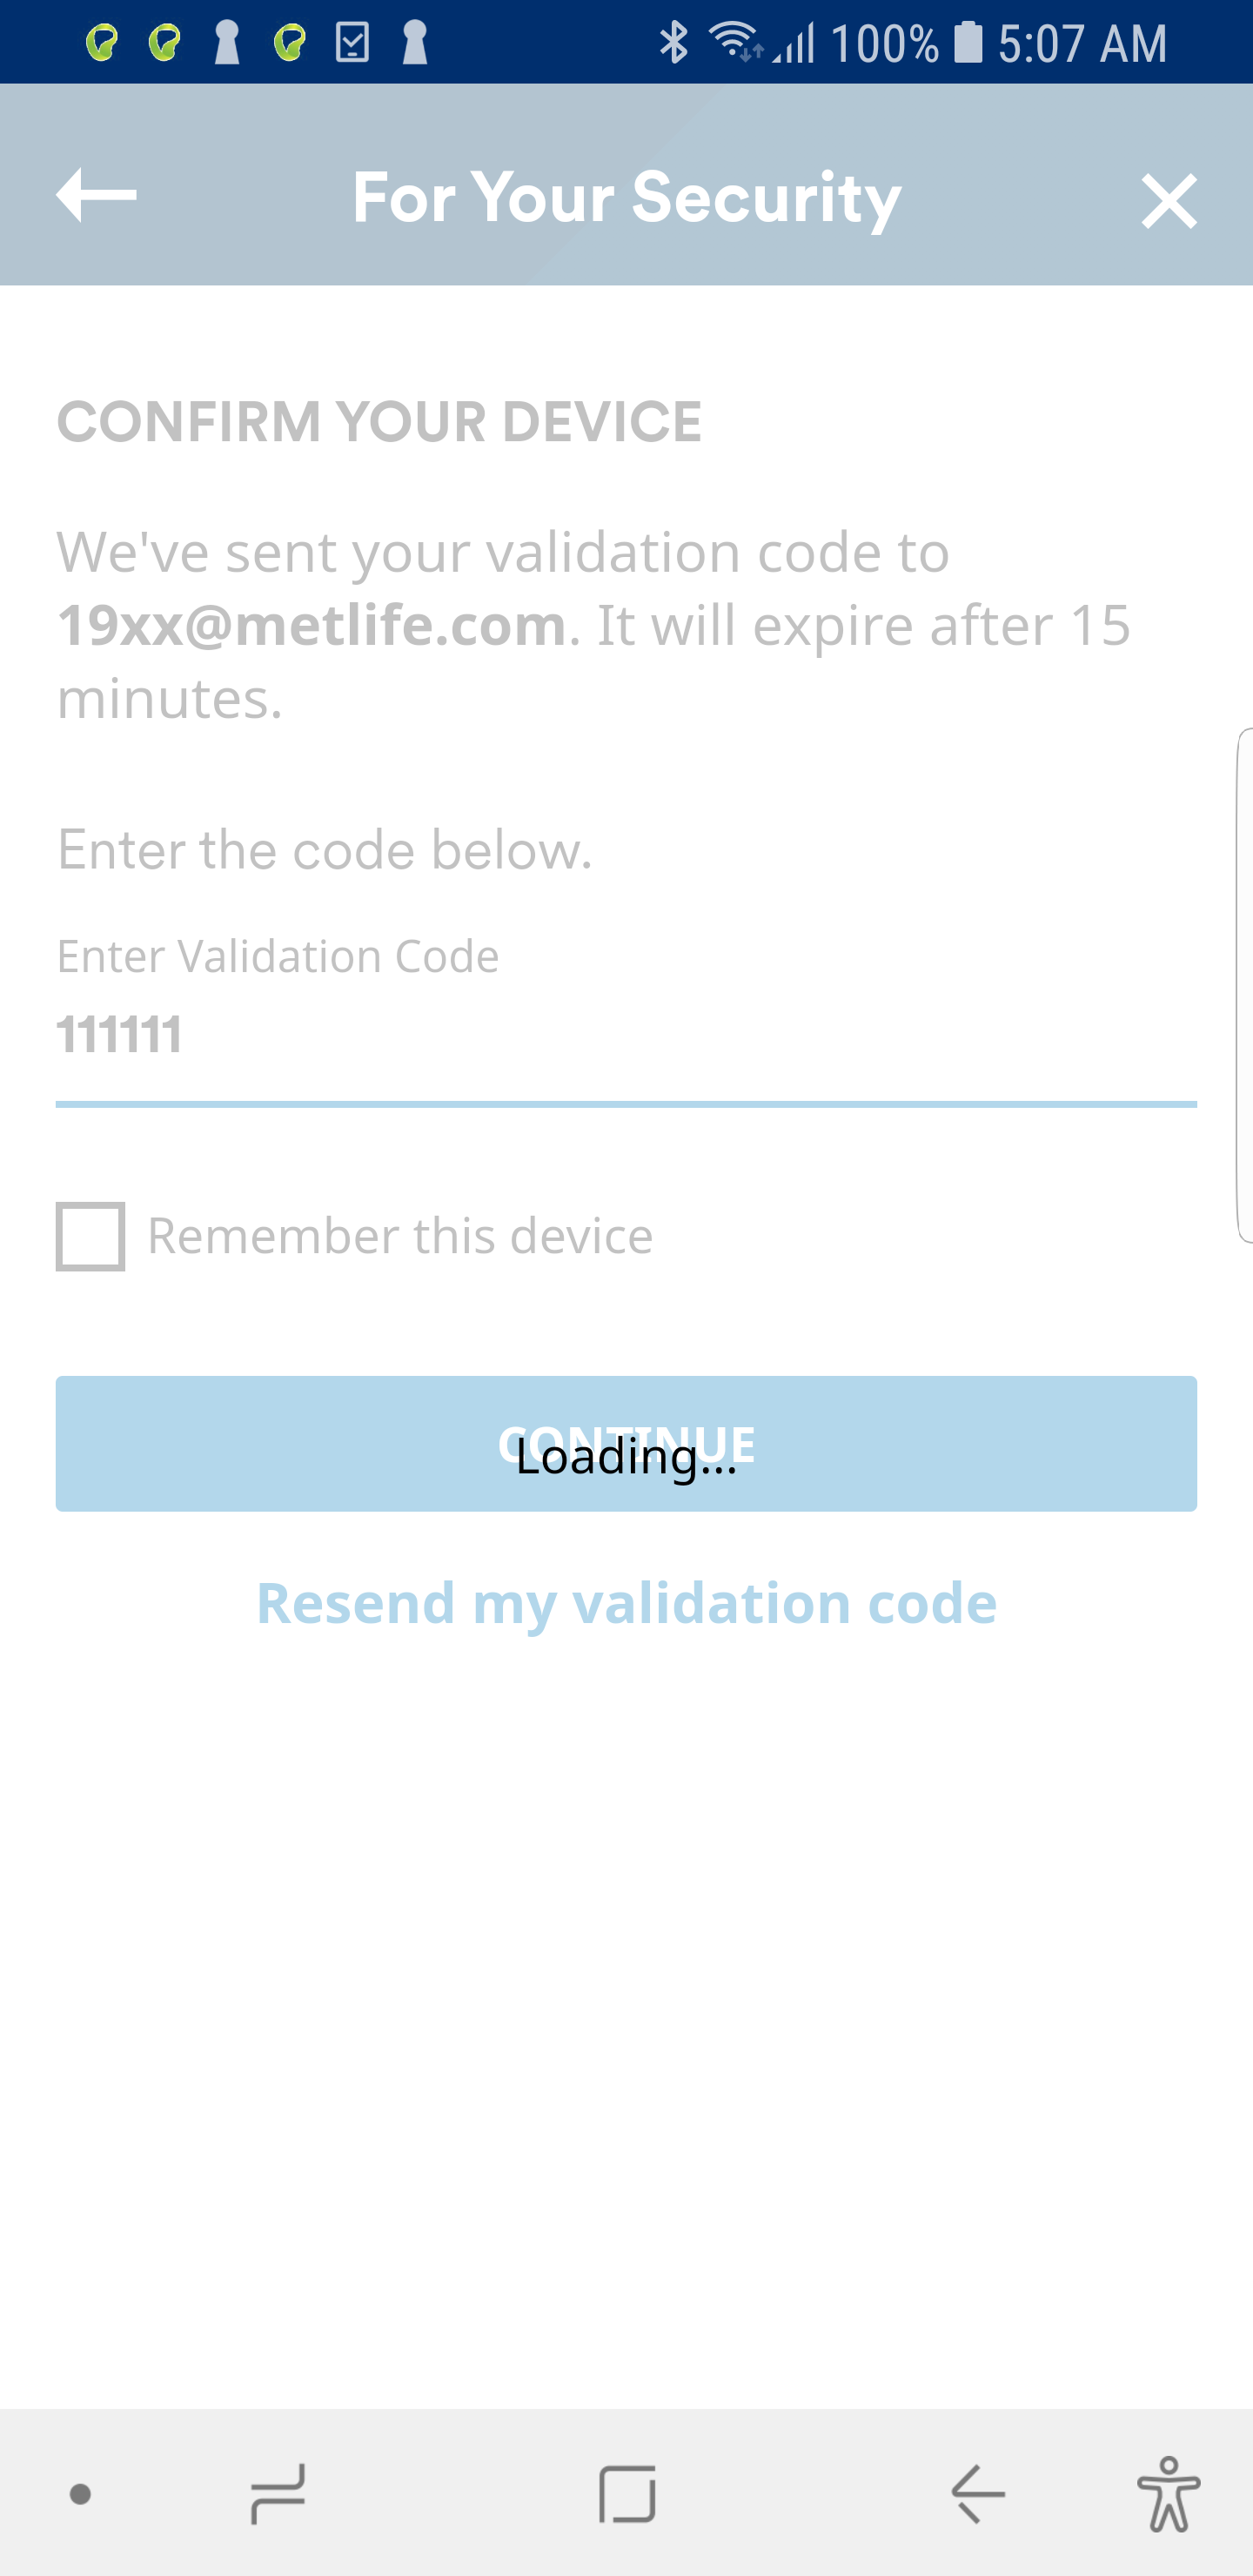 100% 5:07 AM
For Your Security
CONFIRM YOUR DEVICE
We've sent your validation code to
19xx@metlife.com. It will expire after 15
minutes.
Enter the code below.
Enter Validation Code
111111
Remember this device
CONTINUE
Loading...
Resend my validation code